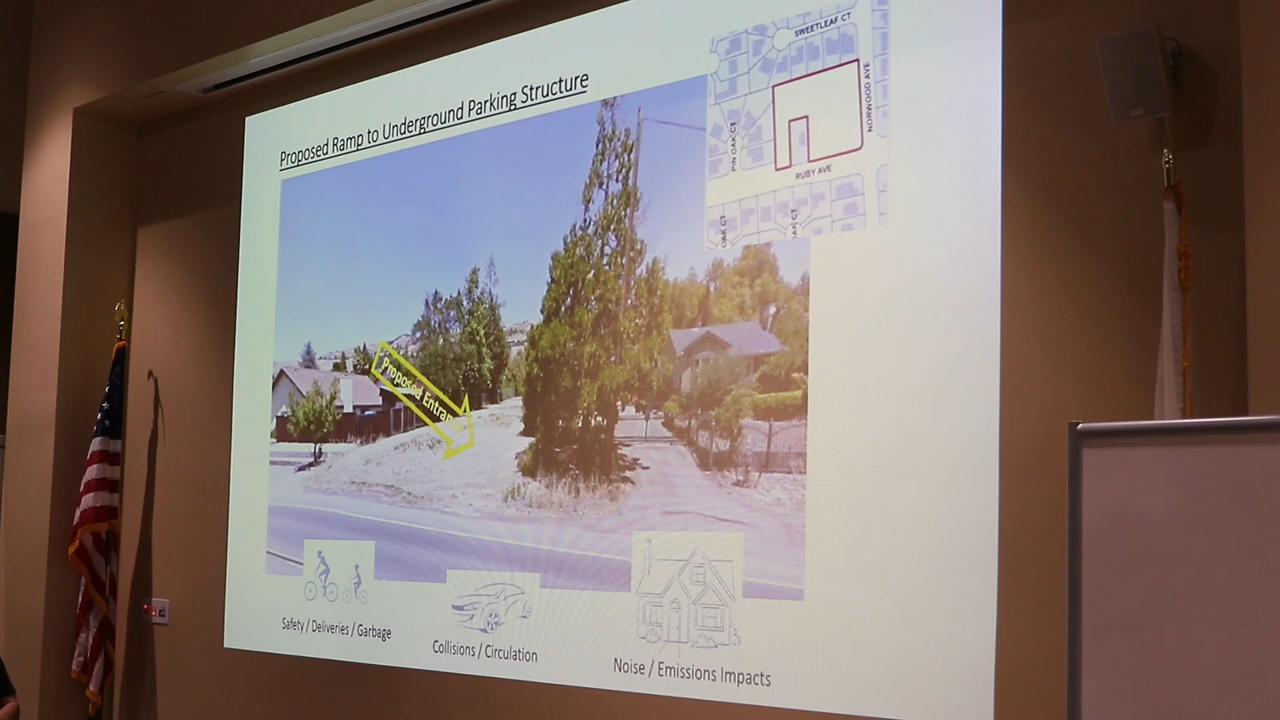 Proposed Ramp to Underground Parking Structure
SWEETLEAF CT
NORWOOD AVE
PIN OAK CT
RUBY AVE
OAK CT
OAK CT
Proposed Entran
Safety / Deliveries / Garbage
Collisions / Circulation
Noise / Emissions Impacts